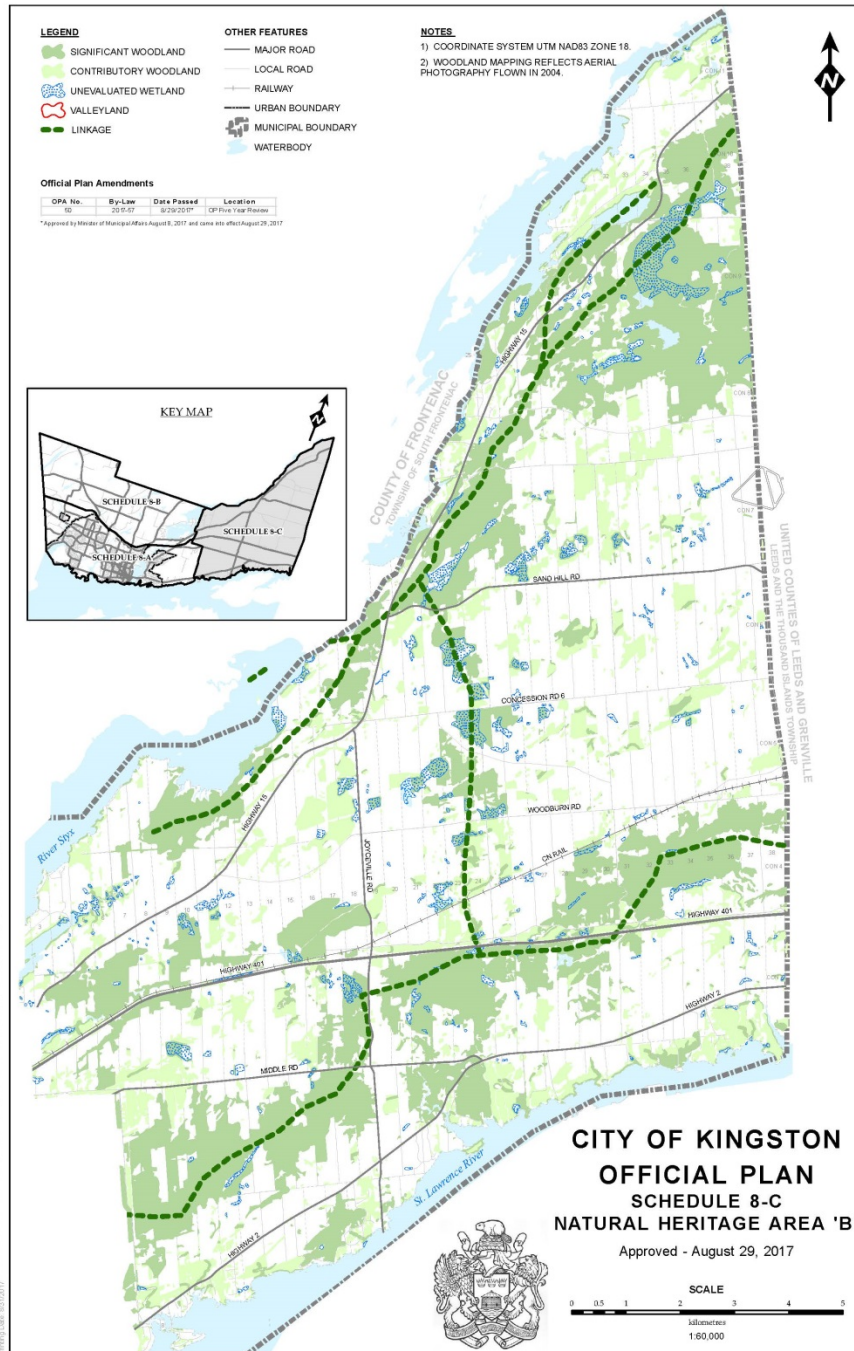 LEGEND
SIGNIFICANT WOODLAND
CONTRIBUTORY WOODLAND
UNEVALUATED WETLAND
VALLEYLAND
LINKAGE
OTHER FEATURES
MAJOR ROAD
LOCAL ROAD
RAILWAY
URBAN BOUNDARY
MUNICIPAL BOUNDARY
WATERBODY
NOTES
1) COORDINATE SYSTEM UTM NAD83 ZONE 18.
2) WOODLAND MAPPING REFLECTS AERIAL
PHOTOGRAPHY FLOWN IN 2004.
N
Official Plan Amendments
OPA No. By-Law Date Passed Location
50 2017-57 8/29/2017* OP Five Year Review
*Approved by Minister of Municipal Affairs August 8, 2017 and came into effect August 29, 2017
KEY MAP
N
SCHEDULE 8-B
SCHEDULE 8-C
SCHEDULE 8-A
COUNTY OF FRONTENAC
TOWNSHIP OF SOUTH FRONTENAC
HIGHWAY 15
UNITED COUNTIES OF LEEDS AND GRENVILLE
LEEDS AND THE THOUSAND ISLANDS TOWNSHIP
CON 7
SAND HILL RD
CONCESSION RD 6
WOODBURN RD
CN RAIL
HIGHWAY 15
JOYCEVILLE RD
River Styx
HIGHWAY 401
HIGHWAY 401
HIGHWAY 2
MIDDLE RD
HIGHWAY 2
St. Lawrence River
CITY OF KINGSTON
OFFICIAL PLAN
SCHEDULE 8-C
NATURAL HERITAGE AREA 'B
Approved - August 29, 2017
SCALE
0 0.5 1 2 3 4 5
kilometres
1:60,000